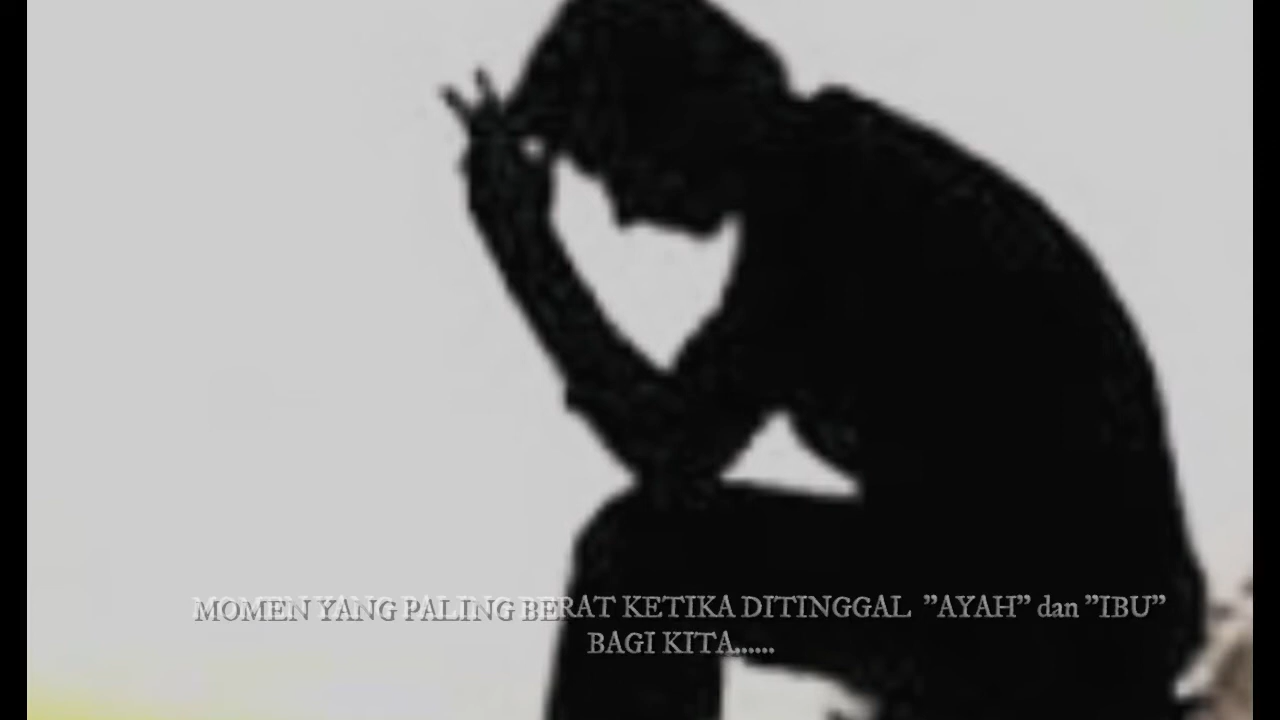 MOMEN YANG PALING BERAT KETIKA DITINGGAL ”AYAH” dan ”IBU”
BAGI KITA......